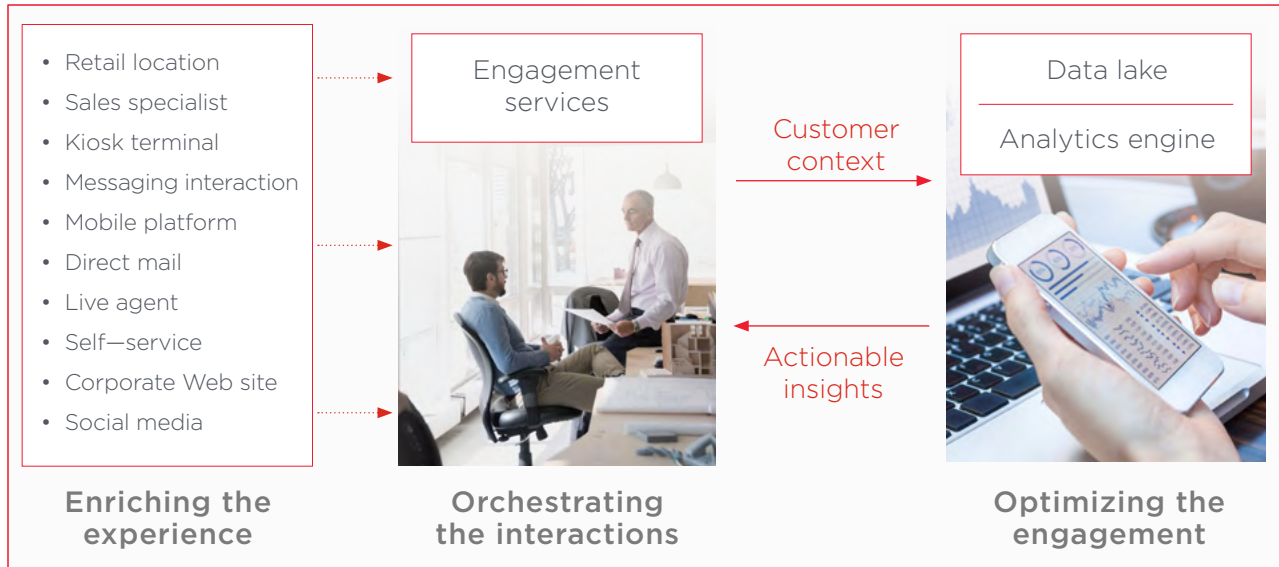 • Retail location
• Sales specialist
• Kiosk terminal
• Messaging interaction
• Mobile platform
• Direct mail
• Live agent
• Self—service
• Corporate Web site
• Social media
Enriching the
experience
Engagement
services
Orchestrating
the interactions
Customer
context
Actionable
insights
Data lake
Analytics engine
Optimizing the
engagement